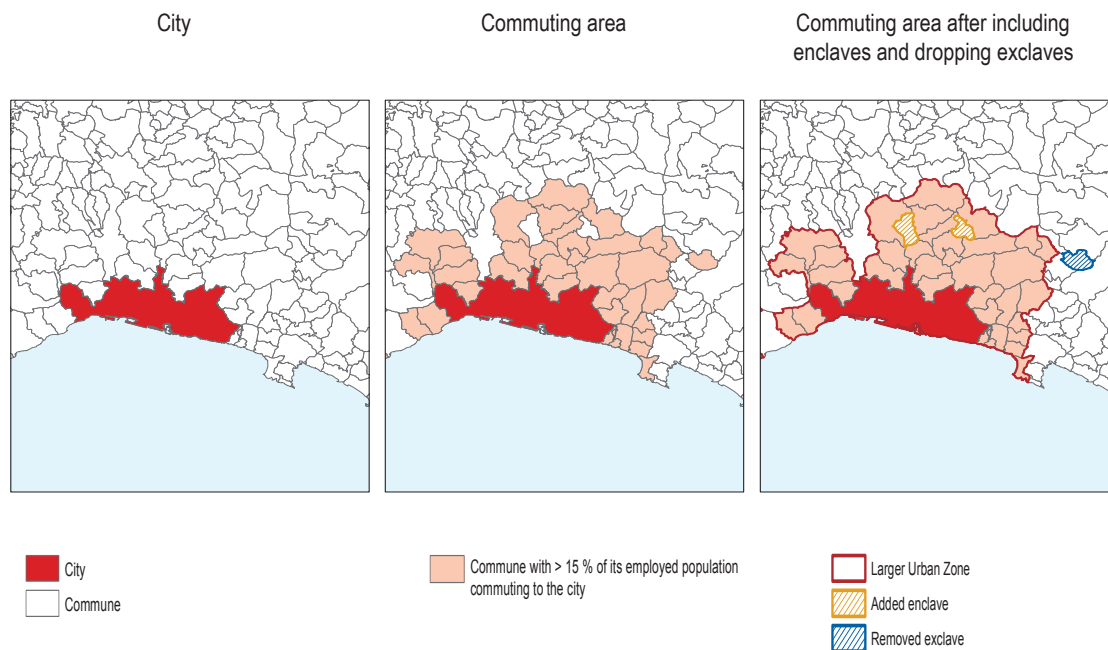 City
Commuting area
Commuting area after including
enclaves and dropping exclaves
City
Commune
Commune with > 15 % of its employed population
commuting to the city
Larger Urban Zone
Added enclave
Removed exclave